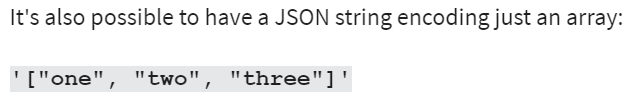 It's also possible to have a JSON string encoding just an array:
'["one", "two", "three"]'